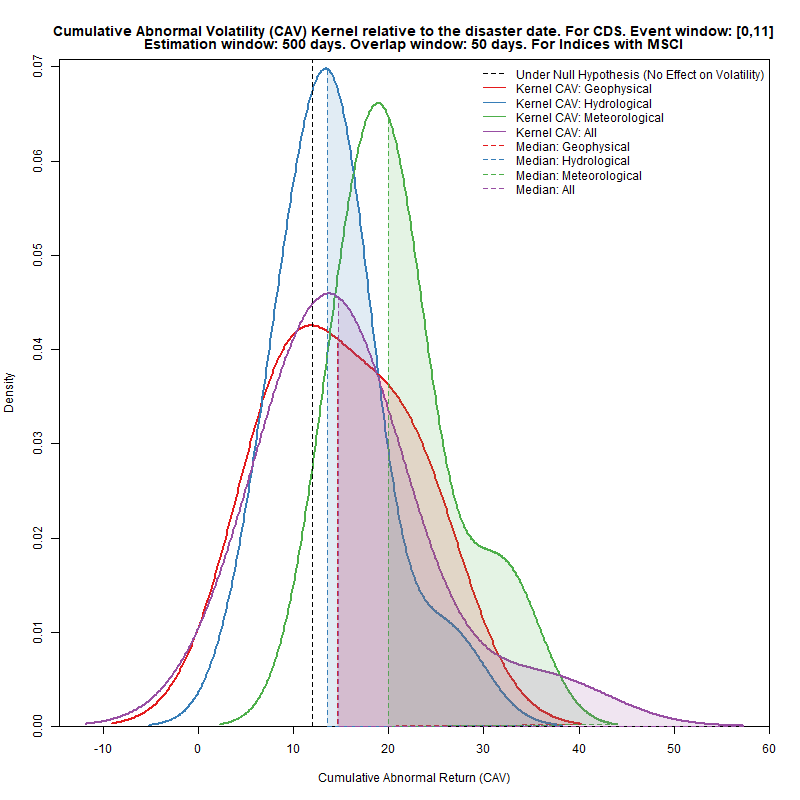 Cumulative Abnormal Volatility (CAV) Kernel relative to the disaster date. For CDS. Event window: [0,11]
Estimation window: 500 days. Overlap window: 50 days. For Indices with MSCI
Under Null Hypothesis (No Effect on Volatility)
Kernel CAV: Geophysical
Kernel CAV: Hydrological
Kernel CAV: Meteorological
Kernel CAV: All
Median: Geophysical
Median: Hydrological
Median: Meteorological
Median: All
Density
0.07
0.06
0.05
0.04
0.03
0.02
0.01
0.00
-10 0 10 20 30 40 50 60
Cumulative Abnormal Return (CAV)